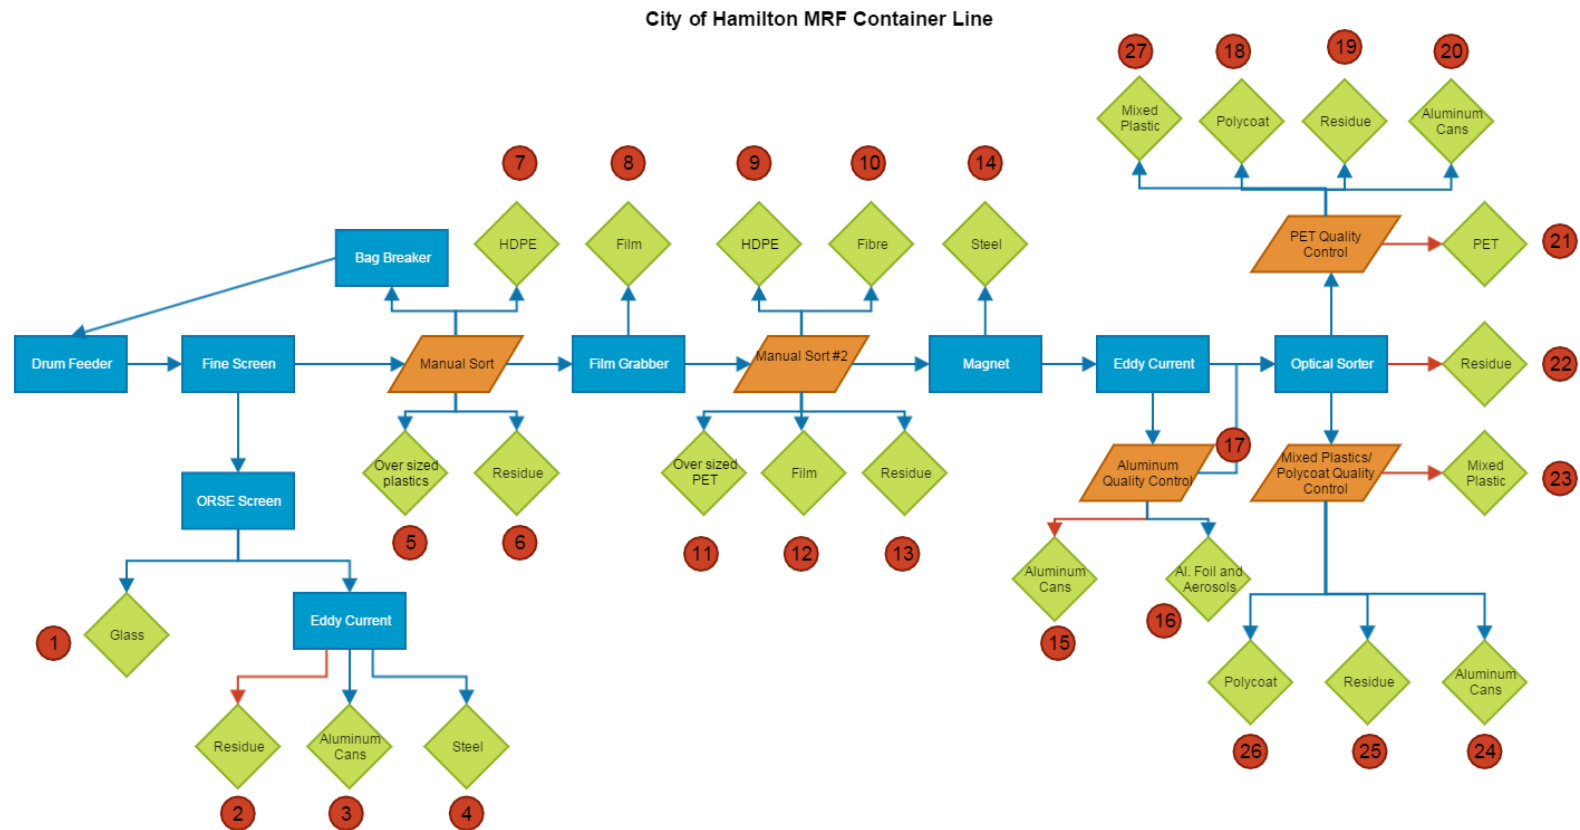 City of Hamilton MRF Container Line
27
18
19
20
Mixed
Plastic
Polycoat
Residue
Aluminum
Cans
7
8
9
10
14
HDPE
Film
HDPE
Fibre
Steel
PET Quality
Control
PET
21
Bag Breaker
Drum Feeder
Fine Screen
Manual Sort
Film Grabber
Manual Sort #2
Magnet
Eddy Current
Optical Sorter
Residue
22
17
Over sized
plastics
Residue
Over sized
PET
Film
Residue
Aluminum
Quality Control
Mixed Plastics/
Polycoat Quality
Control
Mixed
Plastic
23
ORSE Screen
5
6
11
12
13
Aluminum
Cans
Al. Foil and
Aerosols
15
16
1
Glass
Eddy Current
Polycoat
Residue
Aluminum
Cans
26
25
24
Residue
Aluminum
Cans
Steel
2
3
4